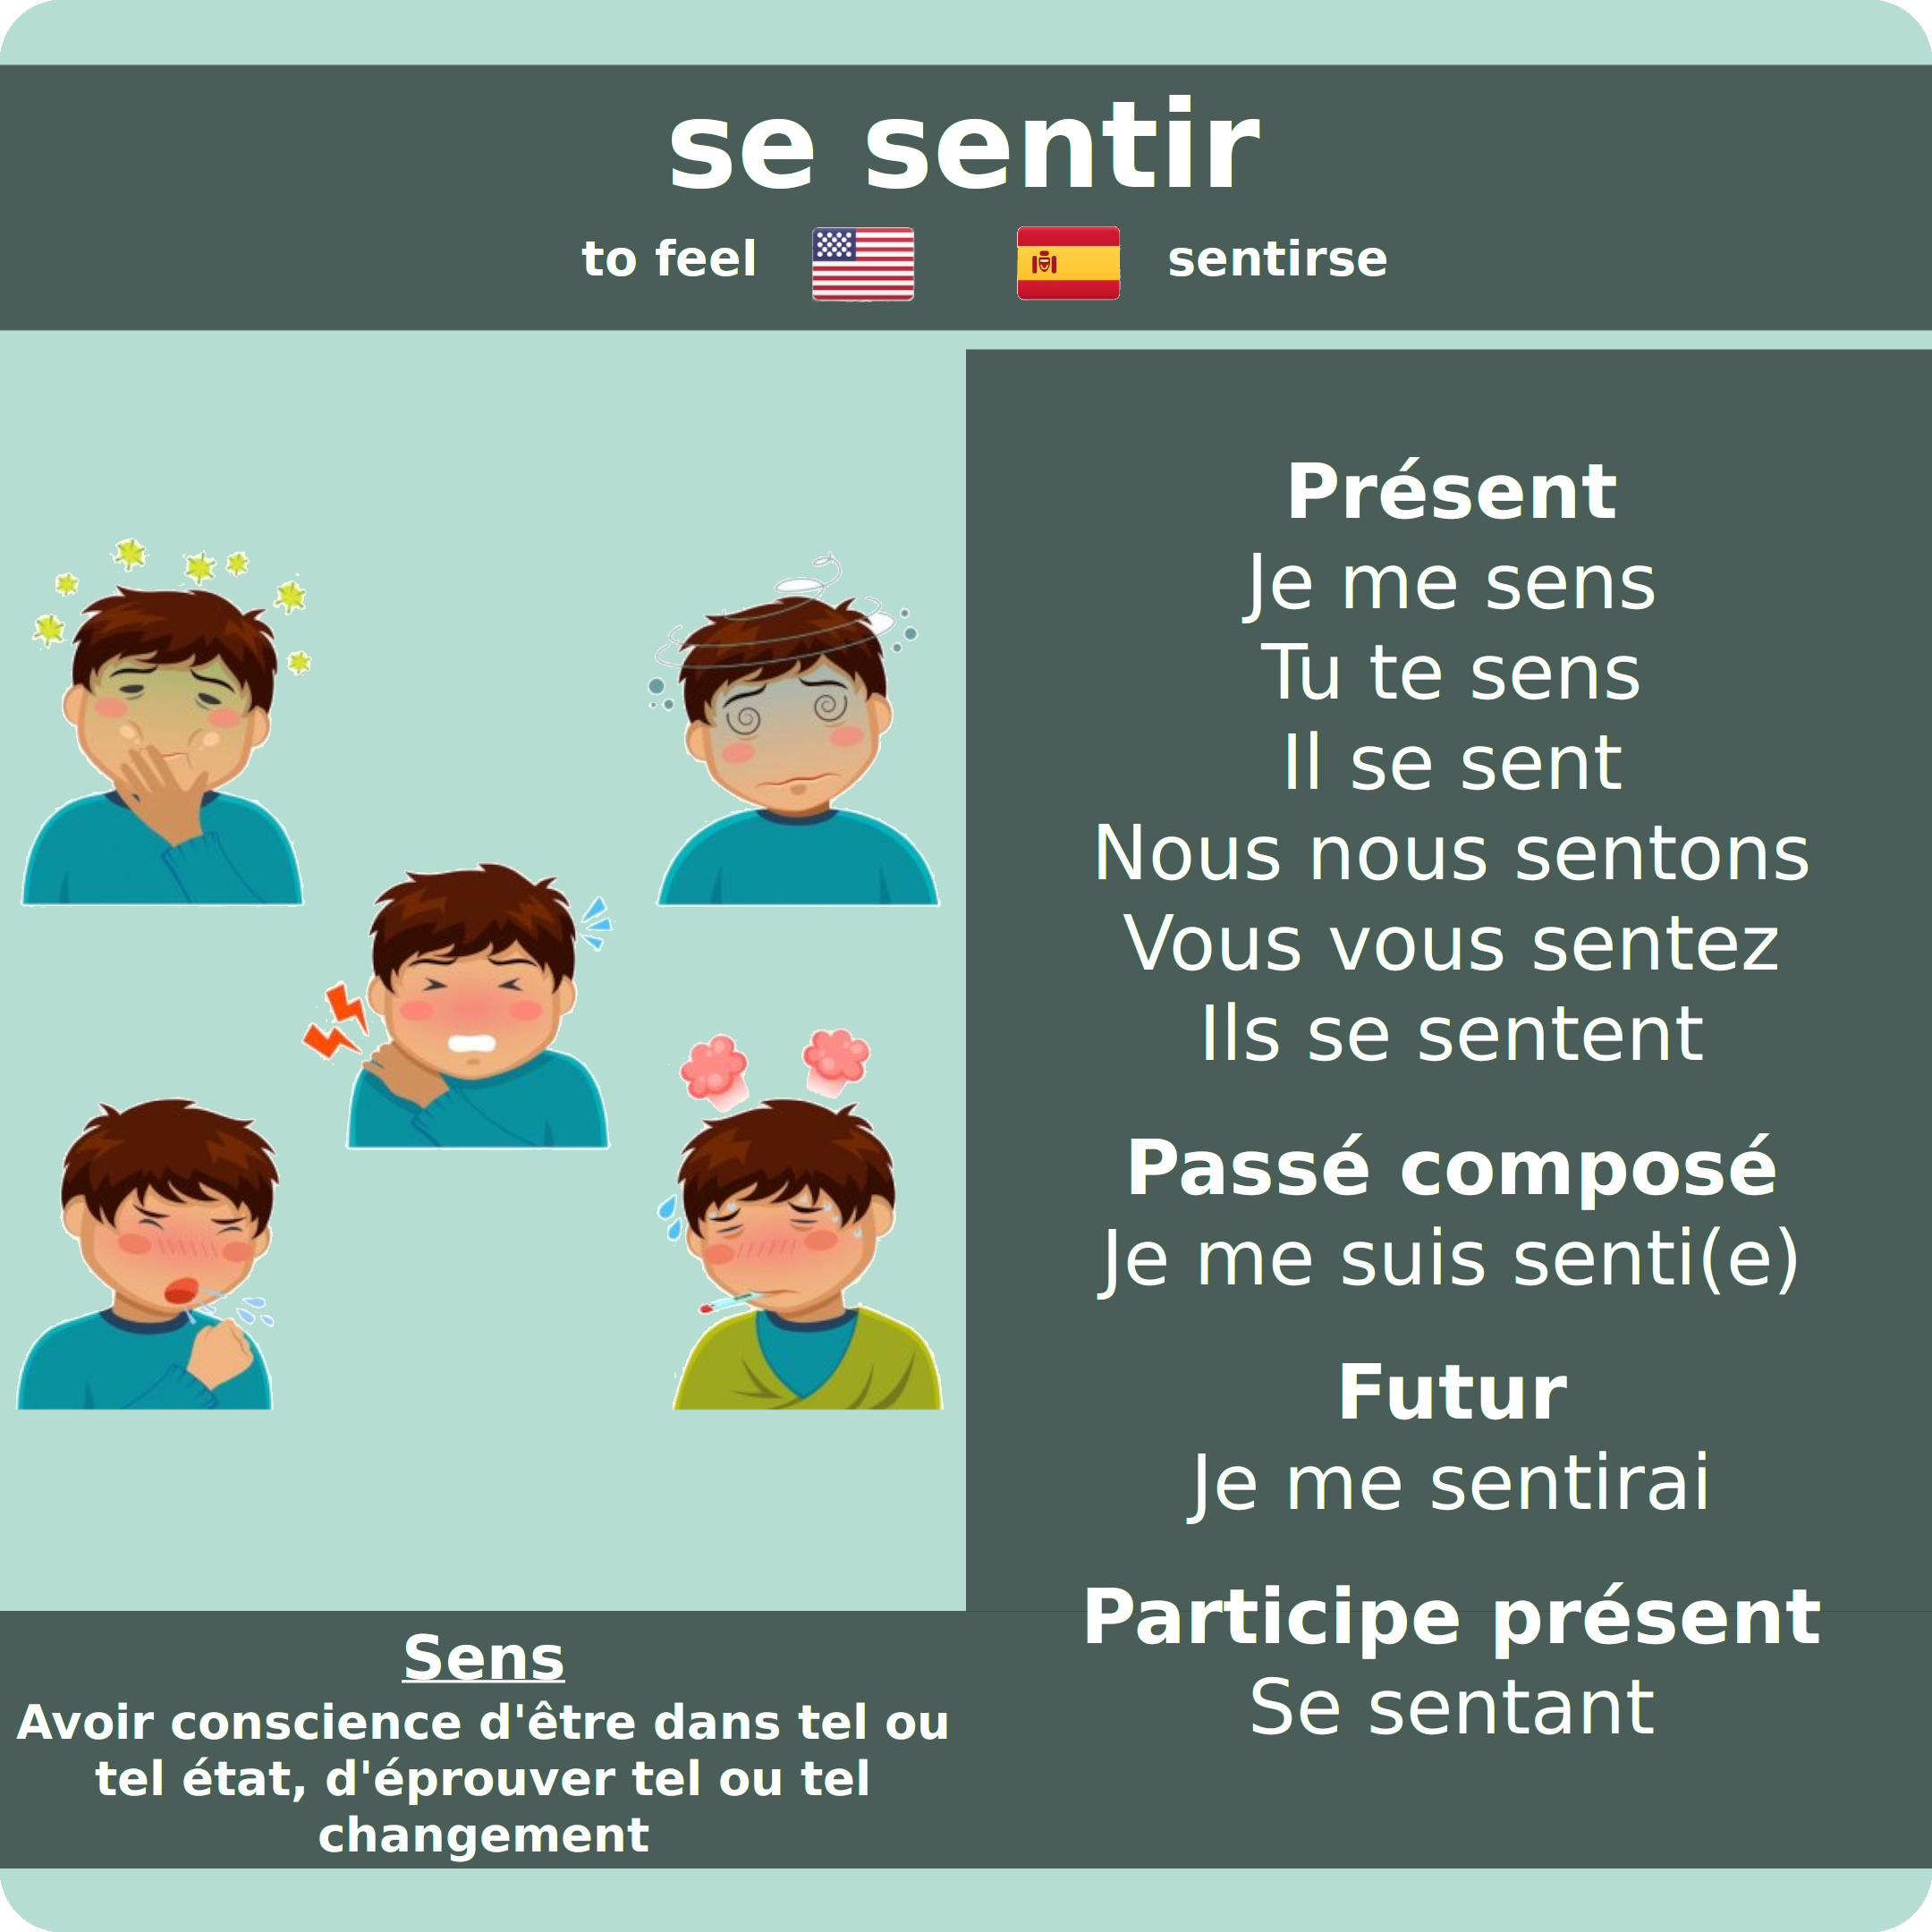 se sentir
to feel
sentirse
Présent
Je me sens
Tu te sens
Il se sent
Nous nous sentons
Vous vous sentez
Ils se sentent
Passé composé
Je me suis senti(e)
Futur
Je me sentirai
Participe présent
Se sentant
Sens
Avoir conscience d'être dans tel ou
tel état, d'éprouver tel ou tel
changement